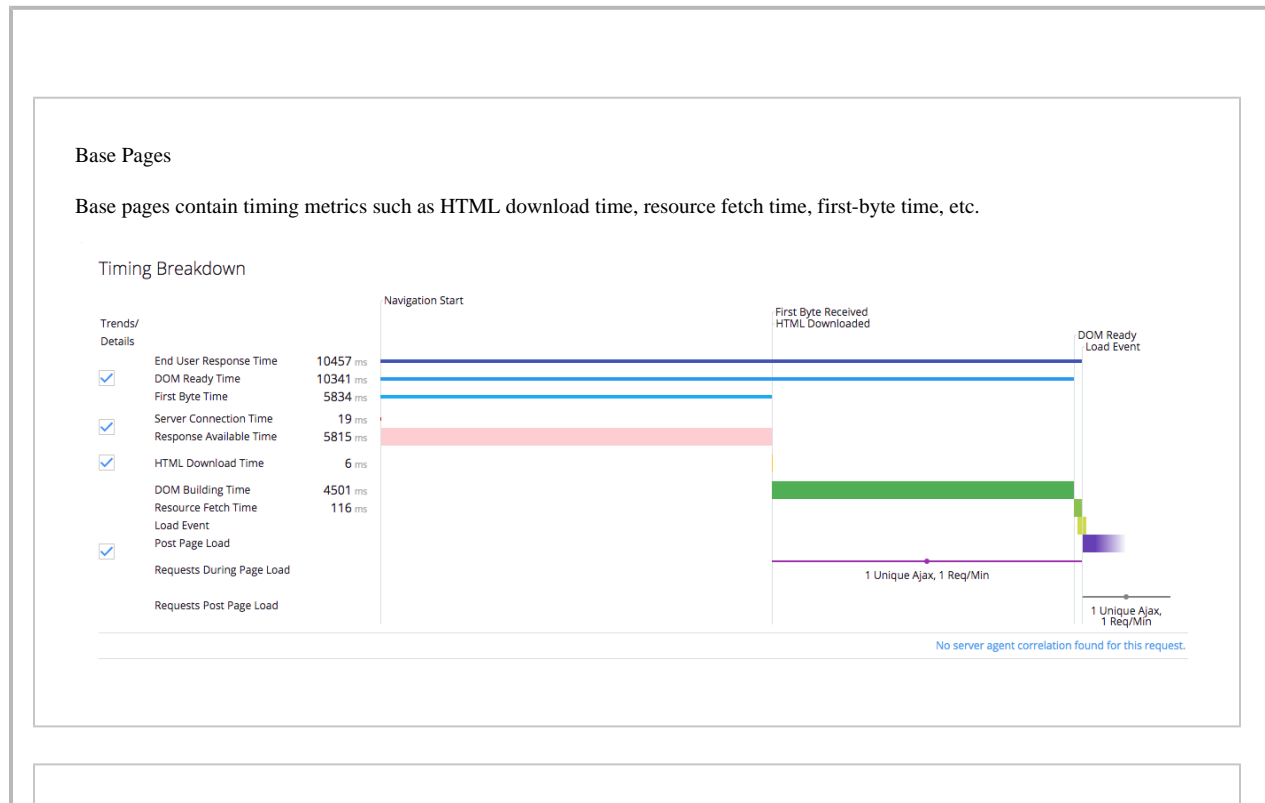 Base Pages
Base pages contain timing metrics such as HTML download time, resource fetch time, first-byte time, etc.
Timing Breakdown
Navigation Start
First Byte Received
HTML Downloaded
DOM Ready
Load Event
Trends/
Details
End User Response Time 10457 ms
DOM Ready Time 10341 ms
First Byte Time 5834 ms
Server Connection Time 19 ms
Response Available Time 5815 ms
HTML Download Time 6 ms
DOM Building Time 4501 ms
Resource Fetch Time 116 ms
Load Event
Post Page Load
Requests During Page Load
1 Unique Ajax, 1 Req/Min
Requests Post Page Load
1 Unique Ajax,
1 Req/Min
No server agent correlation found for this request.